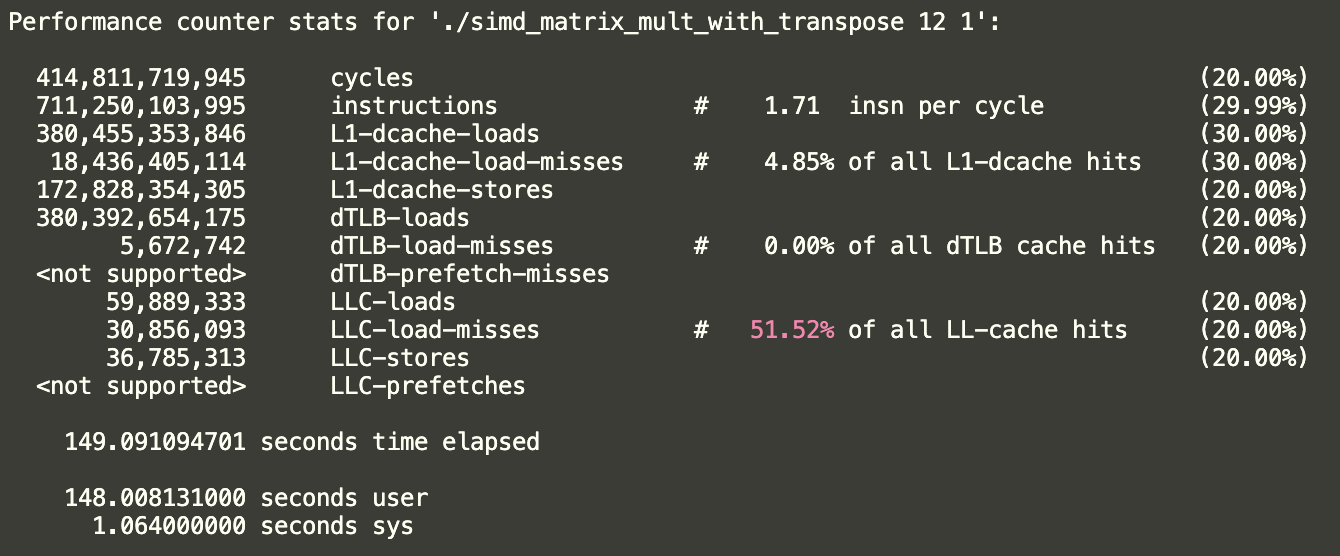 Performance counter stats for './simd_matrix_mult_with_transpose 12 1':
414,811,719,945 cycles (20.00%)
711,250,103,995 instructions # 1.71 insn per cycle (29.99%)
380,455,353,846 L1-dcache-loads (30.00%)
18,436,405,114 L1-dcache-load-misses # 4.85% of all L1-dcache hits (30.00%)
172,828,354,305 L1-dcache-stores (20.00%)
380,392,654,175 dTLB-loads (20.00%)
5,672,742 dTLB-load-misses # 0.00% of all dTLB cache hits (20.00%)
<not supported> dTLB-prefetch-misses
59,889,333 LLC-loads (20.00%)
30,856,093 LLC-load-misses # 51.52% of all LL-cache hits (20.00%)
36,785,313 LLC-stores (20.00%)
<not supported> LLC-prefetches
149.091094701 seconds time elapsed
148.008131000 seconds user
1.064000000 seconds sys